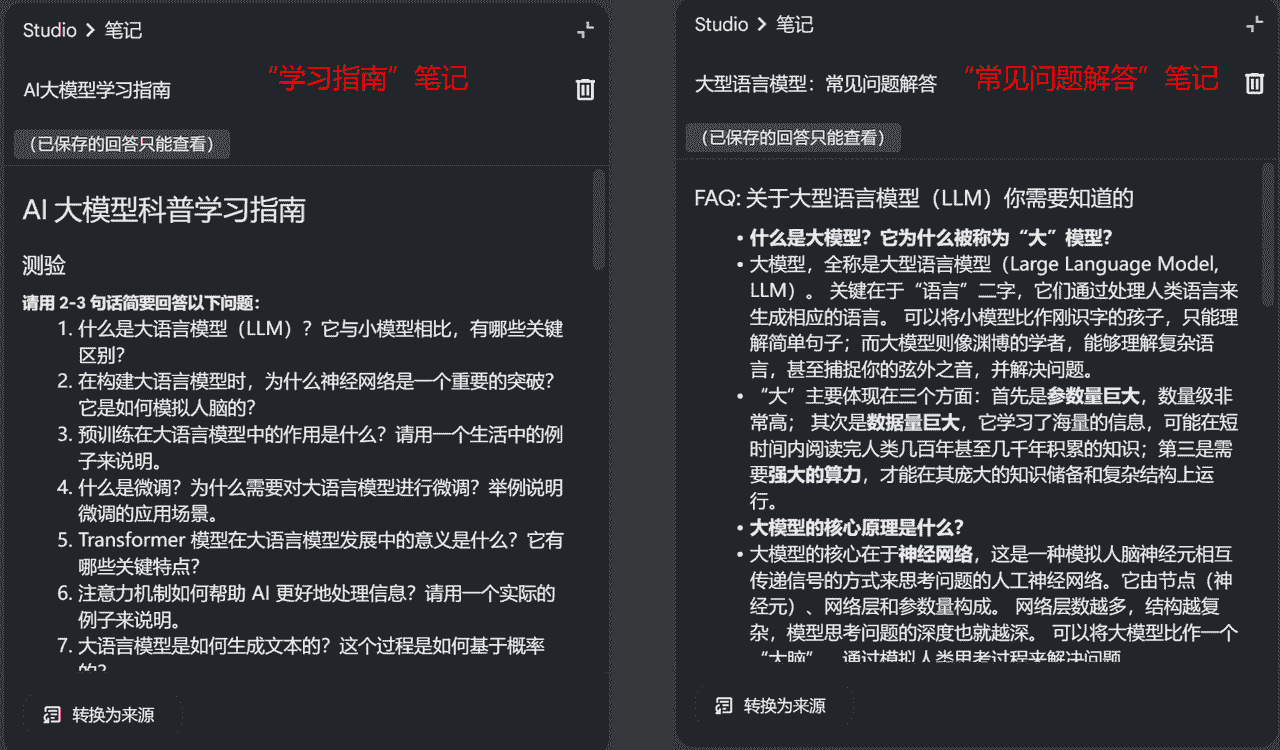 Studio > 笔记
AI大模型学习指南
“学习指南”笔记
（已保存的回答只能查看）
AI 大模型科普学习指南
测验
请用 2-3 句话简要回答以下问题：
1. 什么是大语言模型（LLM）？它与小模型相比，有哪些关键
区别？
2. 在构建大语言模型时，为什么神经网络是一个重要的突破？
它是如何模拟人脑的？
3. 预训练在大语言模型中的作用是什么？请用一个生活中的例
子来说明。
4. 什么是微调？为什么需要对大语言模型进行微调？举例说明
微调的应用场景。
5. Transformer 模型在大语言模型发展中的意义是什么？它有
哪些关键特点？
6. 注意力机制如何帮助 AI 更好地处理信息？请用一个实际的
例子来说明。
7. 大语言模型是如何生成文本的？这个过程是如何基于概率
的？
转换为来源
Studio > 笔记
大型语言模型：常见问题解答
“常见问题解答”笔记
（已保存的回答只能查看）
FAQ: 关于大型语言模型（LLM）你需要知道的
• 什么是大模型？它为什么被称为“大”模型？
• 大模型，全称是大型语言模型（Large Language Model,
LLM）。 关键在于“语言”二字，它们通过处理人类语言来
生成相应的语言。 可以将小模型比作刚识字的孩子，只能理
解简单句子；而大模型则像渊博的学者，能够理解复杂语
言，甚至捕捉你的弦外之音，并解决问题。
• “大”主要体现在三个方面：首先是参数量巨大，数量级非
常高； 其次是数据量巨大，它学习了海量的信息，可能在短
时间内阅读完人类几百年甚至几千年积累的知识；第三是需
要强大的算力，才能在其庞大的知识储备和复杂结构上运
行。
• 大模型的核心原理是什么？
• 大模型的核心在于神经网络，这是一种模拟人脑神经元相互
传递信号的方式来思考问题的人工神经网络。它由节点（神
经元）、网络层和参数量构成。 网络层数越多，结构越复
杂，模型思考问题的深度也就越深。 可以将大模型比作一个
“大脑”，通过模拟人类思考过程来解决问题
转换为来源